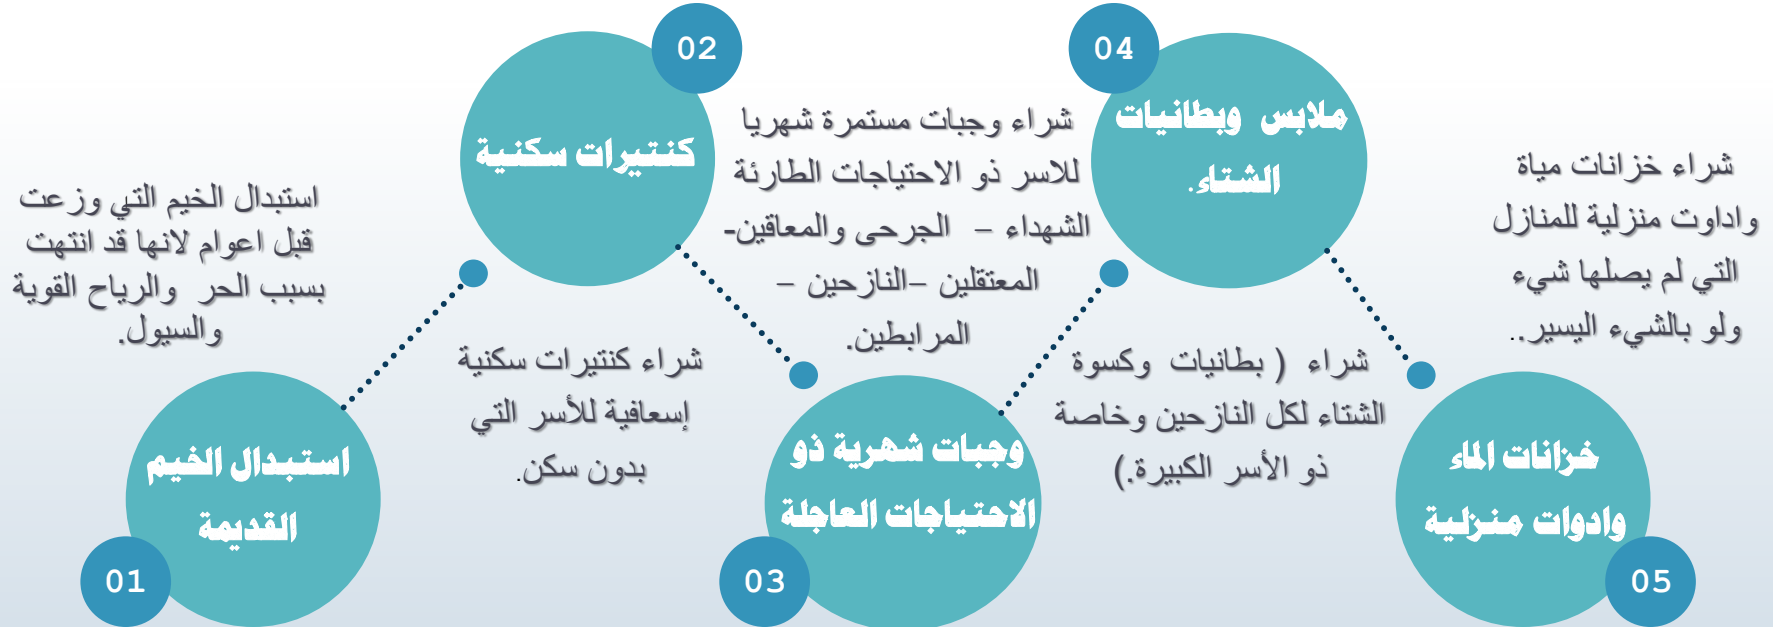 01
استبدال الخيم
القديمة
استبدال الخيم التي وزعت
قبل اعوام لانها قد انتهت
بسبب الحر والرياح القوية
والسيول.
02
كنتيرات سكنية
شراء كنتيرات سكنية
إسعافية للأسر التي
بدون سكن.
03
وجبات شهرية ذو
الاحتياجات العاجلة
شراء وجبات مستمرة شهريا
للاسر ذو الاحتياجات الطارئة
الشهداء – الجرحى والمعاقين-
المعتقلين –النازحين –
المرابطين.
04
ملابس وبطانيات
الشتاء.
شراء ( بطانيات وكسوة
الشتاء لكل النازحين وخاصة
ذو الأسر الكبيرة.)
05
خزانات الماء
وادوات منزلية
شراء خزانات مياة
واداوت منزلية للمنازل
التي لم يصلها شيء
ولو بالشيء اليسير..